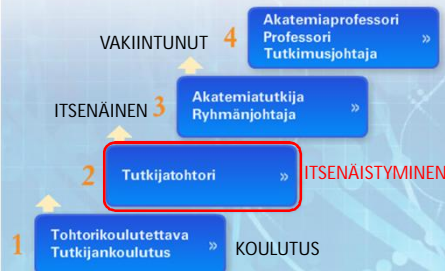 Akatemiaprofessori
Professori
Tutkimusjohtaja
»
VAKIINTUNUT 4
Akatemiatutkija
Ryhmänjohtaja
»
ITSENÄINEN 3
2 Tutkijatohtori » ITSENÄISTYMINEN
Tohtorikoulutettava
Tutkijankoulutus
»
1
KOULUTUS